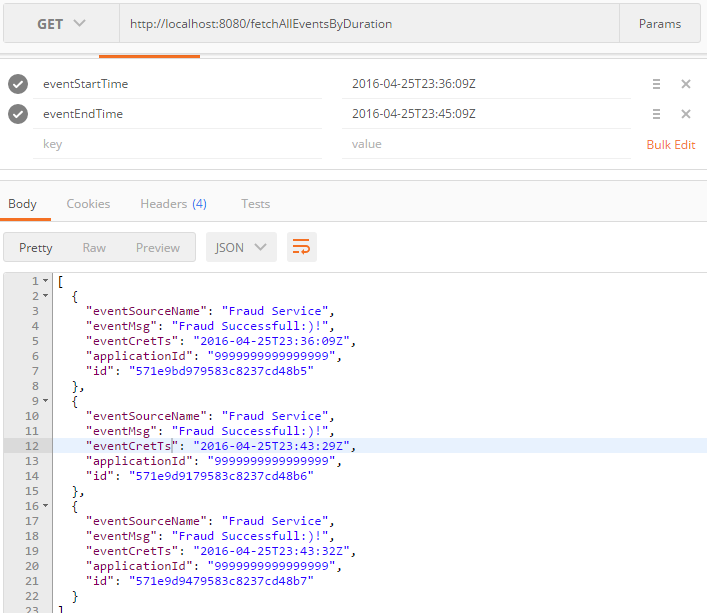 GET http://localhost:8080/fetchAllEventsByDuration Params
eventStartTime 2016-04-25T23:36:09Z
eventEndTime 2016-04-25T23:45:09Z
key value Bulk Edit
Body Cookies Headers (4) Tests
Pretty Raw Preview JSON
1 [
2 {
3 "eventSourceName": "Fraud Service",
4 "eventMsg": "Fraud Successfull:)!",
5 "eventCretTs": "2016-04-25T23:36:09Z",
6 "applicationId": "9999999999999999",
7 "id": "571e9bd979583c8237cd48b5"
8 },
9 {
10 "eventSourceName": "Fraud Service",
11 "eventMsg": "Fraud Successfull:)!",
12 "eventCretTs": "2016-04-25T23:43:29Z",
13 "applicationId": "9999999999999999",
14 "id": "571e9d9179583c8237cd48b6"
15 },
16 {
17 "eventSourceName": "Fraud Service",
18 "eventMsg": "Fraud Successfull:)!",
19 "eventCretTs": "2016-04-25T23:43:32Z",
20 "applicationId": "9999999999999999",
21 "id": "571e9d9479583c8237cd48b7"
22 }
23 ]